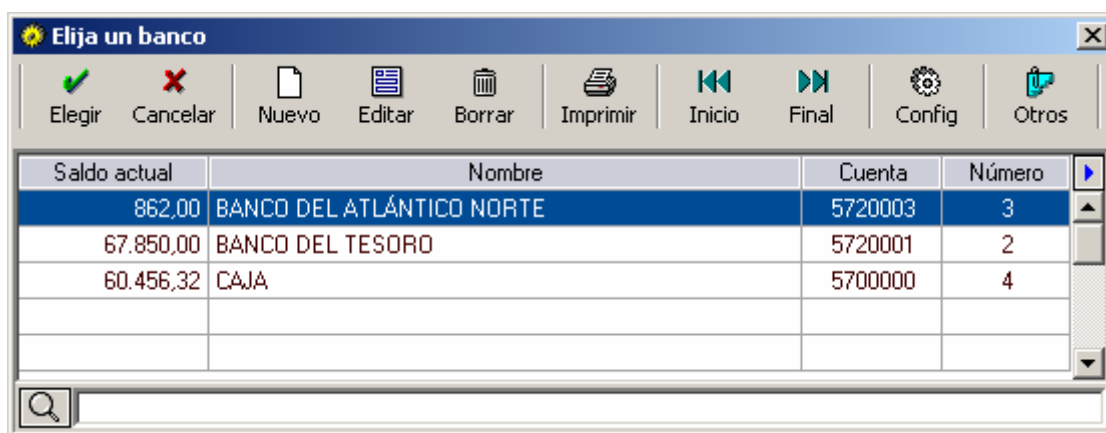 Elija un banco
Elegir Cancelar Nuevo Editar Borrar Imprimir Inicio Final Config Otros
Saldo actual Nombre Cuenta Número
862,00 BANCO DEL ATLÁNTICO NORTE 5720003 3
67.850,00 BANCO DEL TESORO 5720001 2
60.456,32 CAJA 5700000 4